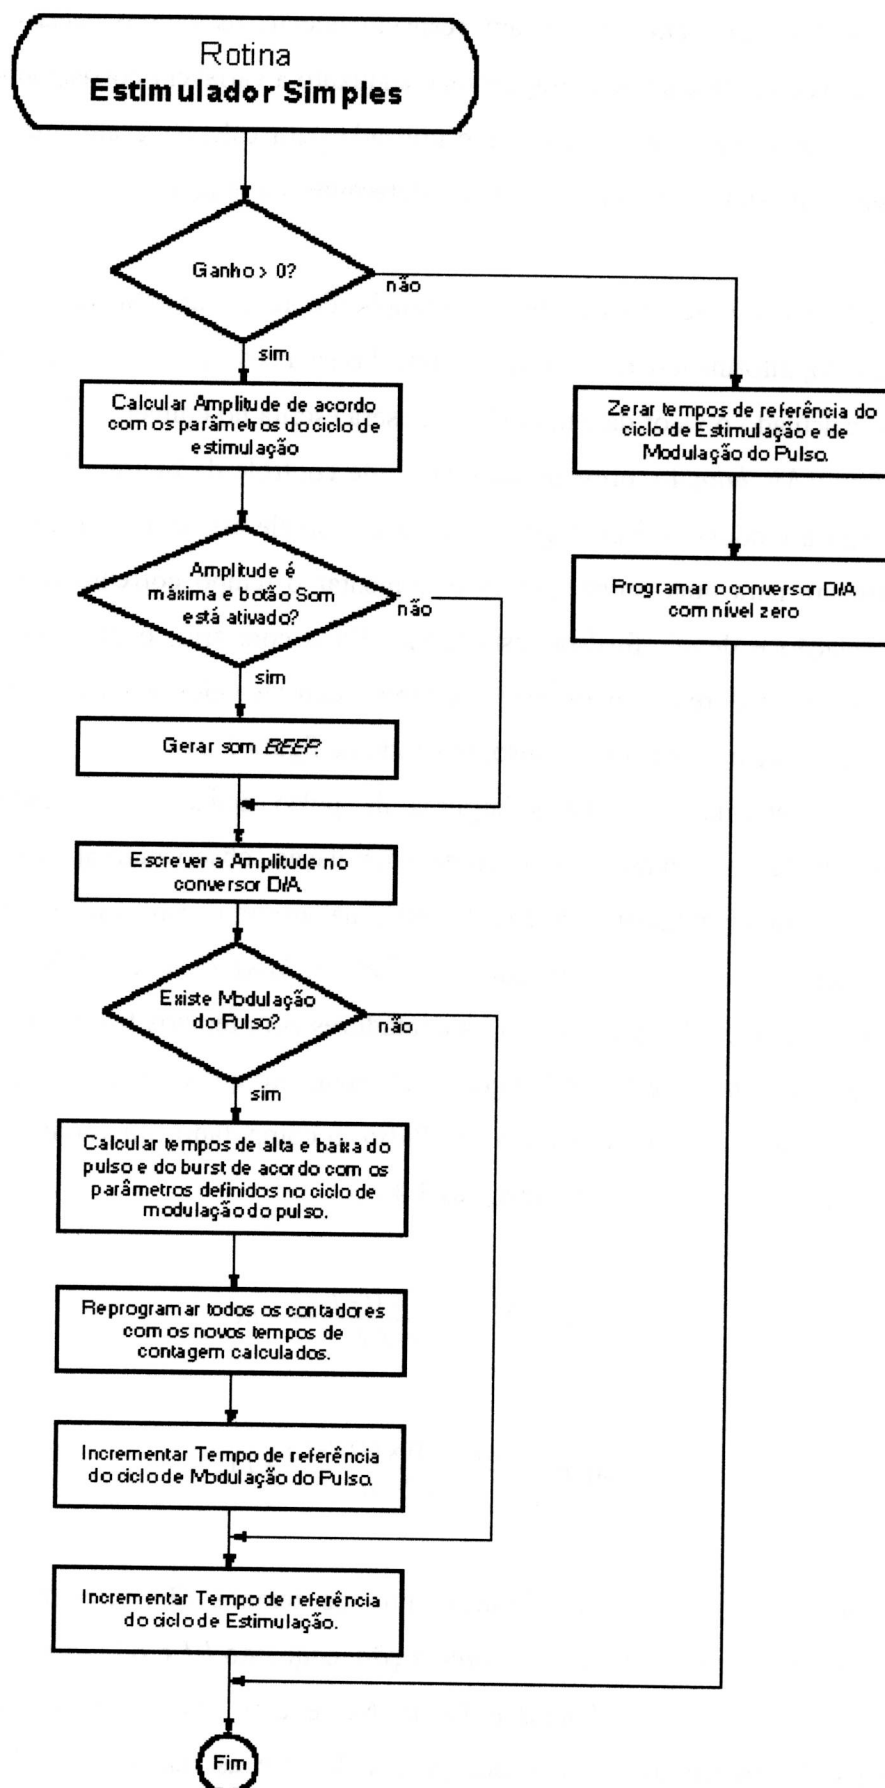 Rotina
Estimulador Simples
Ganho > 0?
não
sim
Calcular Amplitude de acordo
com os parâmetros do ciclo de
estimulação
Zerar tempos de referência do
ciclo de Estimulação e de
Modulação do Pulso.
Amplitude é
máxima e botão Som
está ativado?
não
sim
Programar o conversor D/A
com nível zero
Gerar som BEEP.
Escrever a Amplitude no
conversor D/A.
Existe Modulação
do Pulso?
não
sim
Calcular tempos de alta e baixa do
pulso e do burst de acordo com os
parâmetros definidos no ciclo de
modulação do pulso.
Reprogramar todos os contadores
com os novos tempos de
contagem calculados.
Incrementar Tempo de referência
do ciclo de Modulação do Pulso.
Incrementar Tempo de referência
do ciclo de Estimulação.
Fim